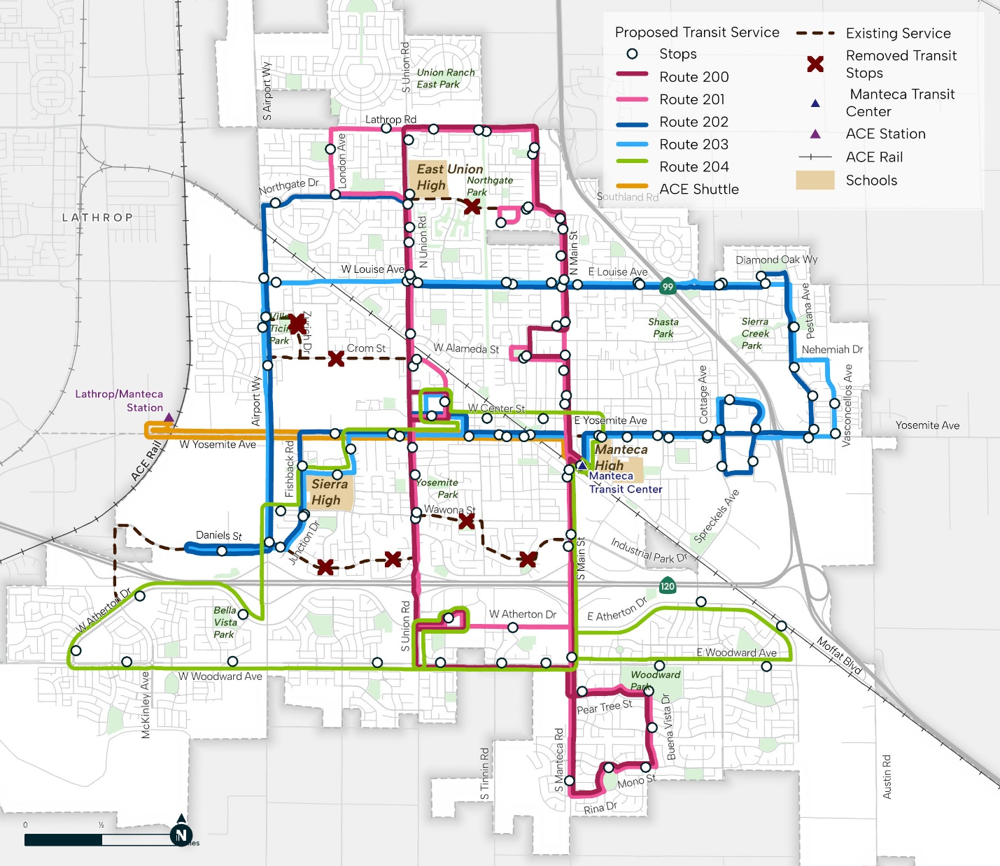 Proposed Transit Service
Stops
Route 200
Route 201
Route 202
Route 203
Route 204
ACE Shuttle
Existing Service
Removed Transit
Stops
Manteca Transit
Center
ACE Station
ACE Rail
Schools
S Airport Wy
S Union Rd
Union Ranch
East Park
Lathrop Rd
London Ave
East Union
High
Northgate
Park
Northgate Dr
Southland Rd
LATHROP
N Union Rd
N Main St
W Louise Ave
E Louise Ave
Diamond Oak Wy
99
Pestana Ave
Villa
Ticino
Park
Zurich Dr
Crom St
W Alameda St
Shasta
Park
Sierra
Creek
Park
Nehemiah Dr
Lathrop/Manteca
Station
Airport Wy
W Center St
E Yosemite Ave
Cottage Ave
Vasconcellos Ave
Yosemite Ave
W Yosemite Ave
ACE Rail
Fishback Rd
Manteca
High
Manteca
Transit Center
Sierra
High
Yosemite
Park
Wawona St
Spreckels Ave
Daniels St
Junction Dr
Industrial Park Dr
S Main St
120
W Atherton Dr
Bella
Vista
Park
S Union Rd
W Atherton Dr
E Atherton Dr
E Woodward Ave
Moffat Blvd
W Woodward Ave
McKinley Ave
Woodward
Park
Pear Tree St
Buena Vista Dr
S Manteca Rd
S Tinnin Rd
Mono St
Rina Dr
Austin Rd
0
½
N